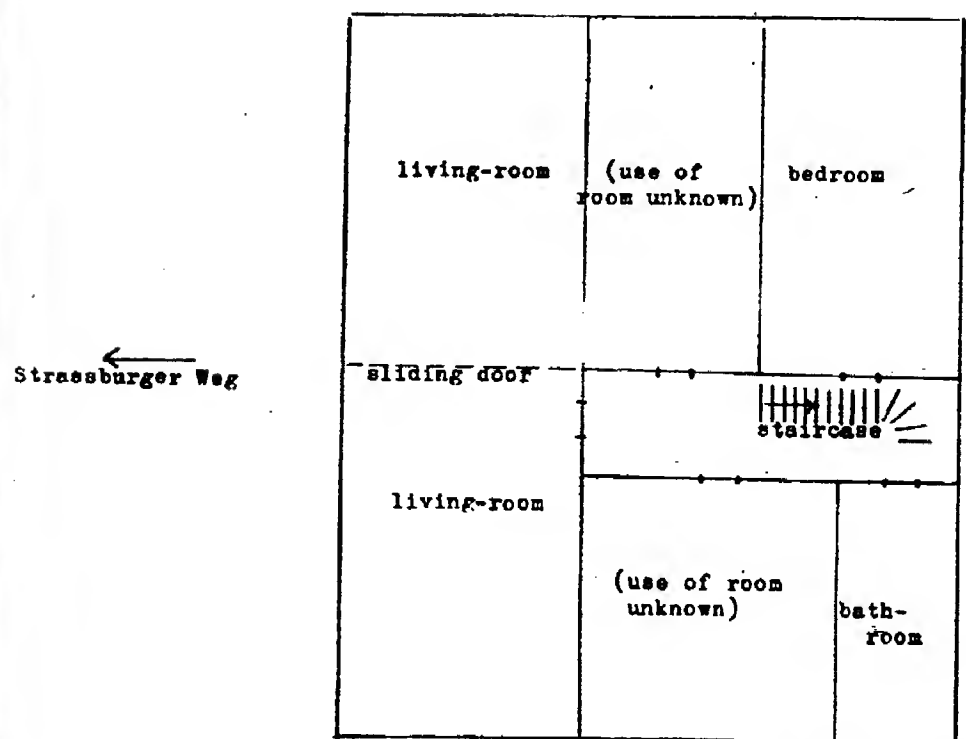 living-room
(use of
room unknown)
bedroom
Strassburger Weg
sliding door
staircase
living-room
(use of room
unknown)
bath-
room